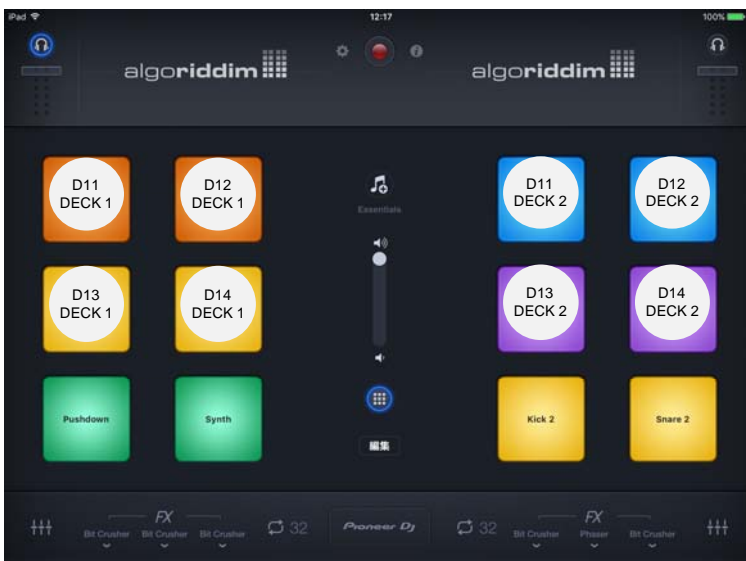 iPad 12:17 100%
algoriddim algoriddim
D11
DECK 1
D12
DECK 1
D11
DECK 2
D12
DECK 2
Essentials
D13
DECK 1
D14
DECK 1
D13
DECK 2
D14
DECK 2
Pushdown
Synth
Kick 2
Snare 2
編集
FX
Bit Crusher Bit Crusher Bit Crusher
32
Pioneer Dj
32
FX
Bit Crusher Phaser Bit Crusher